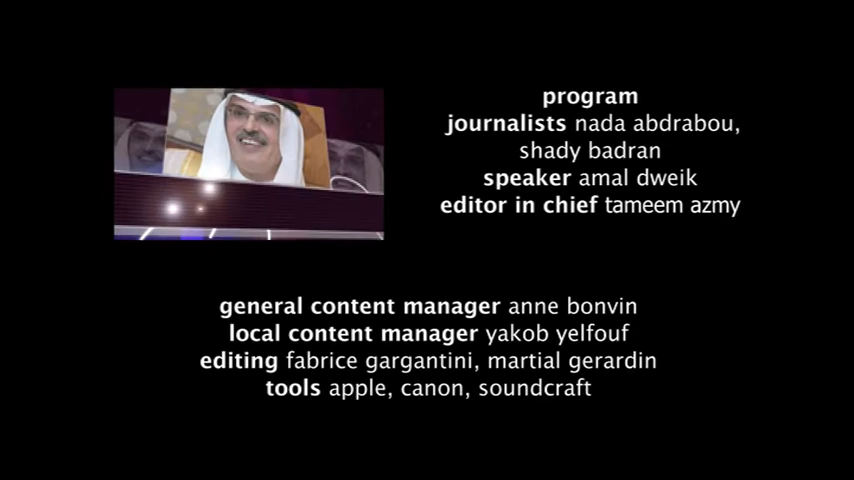 program
journalists nada abdrabou,
shady badran
speaker amal dweik
editor in chief tameem azmy
general content manager anne bonvin
local content manager yakob yelfouf
editing fabrice gargantini, martial gerardin
tools apple, canon, soundcraft